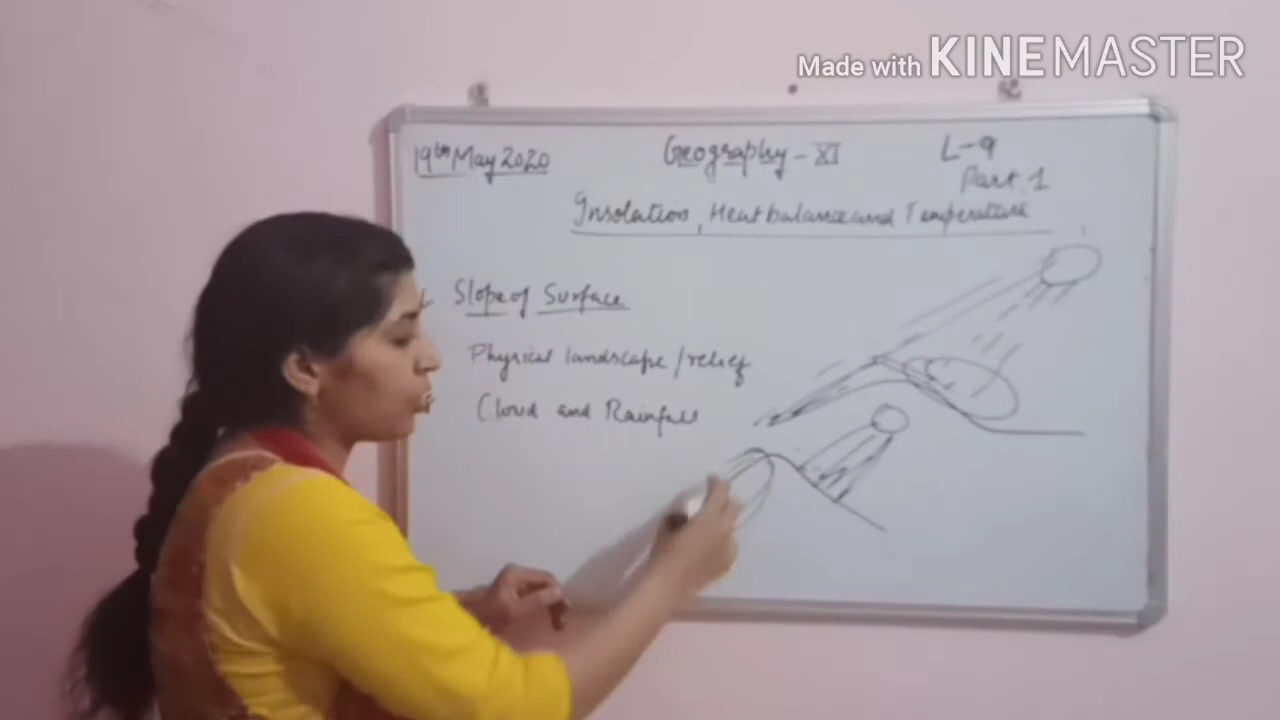 Made with KINEMASTER
19th May 2020
Geography - XI
L-9
Part 1
Insolation, Heat balance and Temperature
Slope of Surface
Physical landscape/relief
Cloud and Rainfall